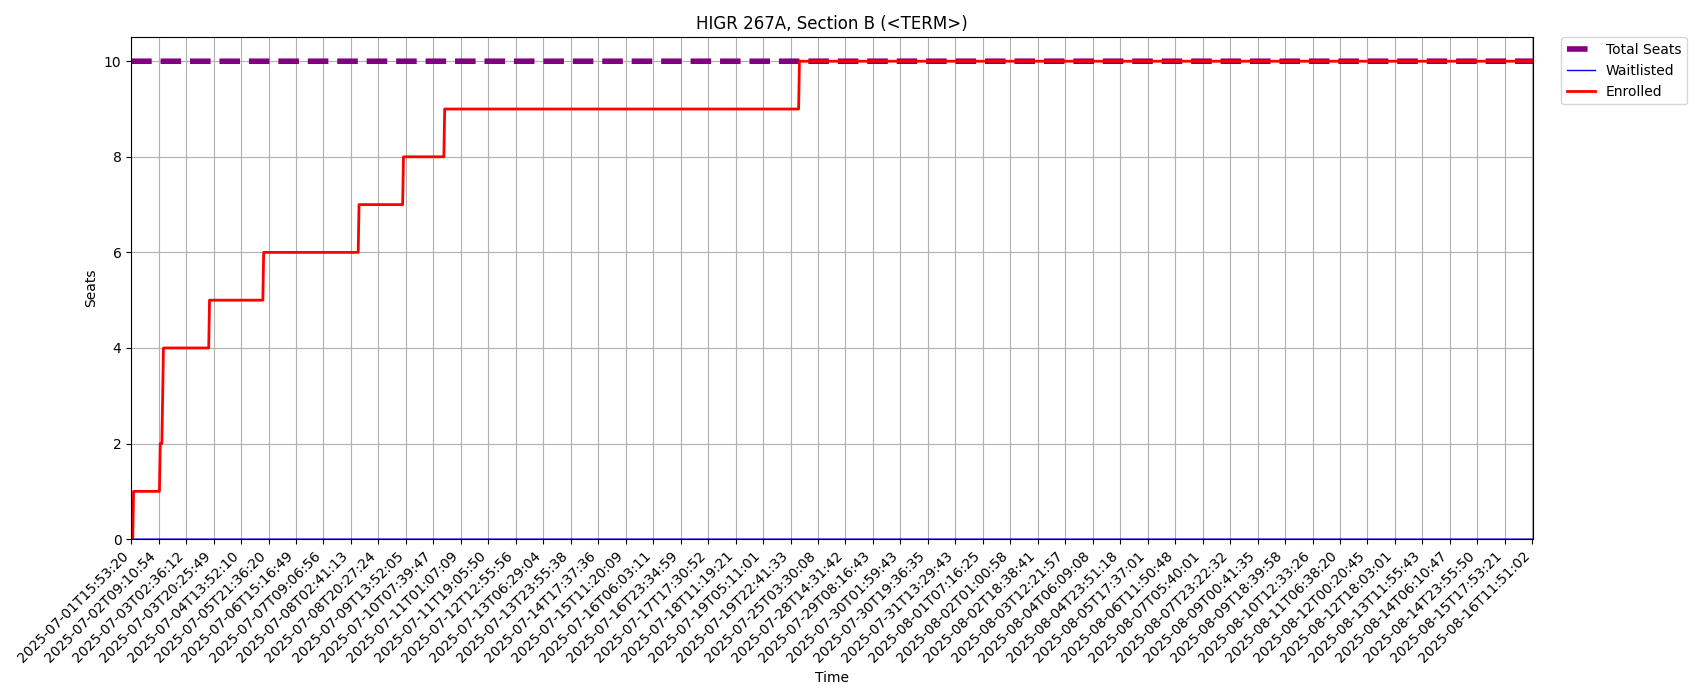 HIGR 267A, Section B (<TERM>)
Total Seats
Waitlisted
Enrolled
10
8
6
4
2
0
Seats
2025-07-01T15:53:20
2025-07-02T09:10:54
2025-07-03T02:36:12
2025-07-03T20:25:49
2025-07-04T13:52:10
2025-07-05T21:36:20
2025-07-06T15:16:49
2025-07-07T09:06:56
2025-07-08T02:41:13
2025-07-08T20:27:24
2025-07-09T13:52:05
2025-07-10T07:39:47
2025-07-11T01:07:09
2025-07-11T19:05:50
2025-07-12T12:55:56
2025-07-13T06:29:04
2025-07-13T23:55:38
2025-07-14T17:37:36
2025-07-15T11:20:09
2025-07-16T06:03:11
2025-07-16T23:34:59
2025-07-17T17:30:52
2025-07-18T11:19:21
2025-07-19T05:11:01
2025-07-19T22:41:33
2025-07-25T03:30:08
2025-07-28T14:31:42
2025-07-29T08:16:43
2025-07-30T01:59:43
2025-07-30T19:36:35
2025-07-31T13:29:43
2025-08-01T07:16:25
2025-08-02T01:00:58
2025-08-02T18:38:41
2025-08-03T12:21:57
2025-08-04T06:09:08
2025-08-04T23:51:18
2025-08-05T17:37:01
2025-08-06T11:50:48
2025-08-07T05:40:01
2025-08-07T23:22:32
2025-08-09T00:41:35
2025-08-09T18:39:58
2025-08-10T12:33:26
2025-08-11T06:38:20
2025-08-12T00:20:45
2025-08-12T18:03:01
2025-08-13T11:55:43
2025-08-14T06:10:47
2025-08-14T23:55:50
2025-08-15T17:53:21
2025-08-16T11:51:02
Time